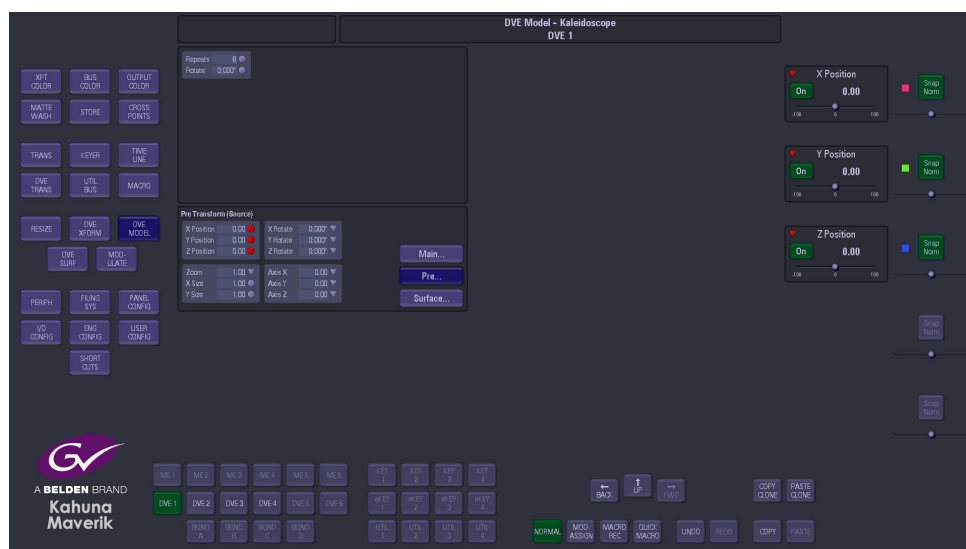 DVE Model - Kaleidoscope
DVE 1
Repeats 8
Rotate 0.000°
XPT COLOR
BUS COLOR
OUTPUT COLOR
MATTE WASH
STORE
CROSS POINTS
TRANS
KEYER
TIME LINE
DVE TRANS
UTIL BUS
MACRO
RESIZE
DVE XFORM
DVE MODEL
DVE SURF
MOD- ULATE
PERIPH
FILING SYS
PANEL CONFIG
I/O CONFIG
ENG CONFIG
USER CONFIG
SHORT CUTS
Pre Transform (Source)
X Position 0.00 X Rotate 0.000°
Y Position 0.00 Y Rotate 0.000°
Z Position 0.00 Z Rotate 0.000°
Zoom 1.00 Axis X 0.00
X Size 1.00 Axis Y 0.00
Y Size 1.00 Axis Z 0.00
Main...
Pre...
Surface...
X Position
On 0.00
-100 0 100
Snap Norm
Y Position
On 0.00
-100 0 100
Snap Norm
Z Position
On 0.00
-100 0 100
Snap Norm
Snap Norm
Snap Norm
GV
A BELDEN BRAND
Kahuna
Maverik
ME 1 ME 2 ME 3 ME 4 ME 5 ME 6
DVE 1 DVE 2 DVE 3 DVE 4 DVE 5 DVE 6
BGND A BGND B BGND C BGND D
KEY 1 KEY 2 KEY 3 KEY 4
eKEY 1 eKEY 2 eKEY 3 eKEY 4
UTIL 1 UTIL 2 UTIL 3 UTIL 4
← BACK
↑ UP
→ FWD
COPY CLONE
PASTE CLONE
NORMAL
MOD- ASSIGN
MACRO REC
QUICK MACRO
UNDO
REDO
COPY
PASTE